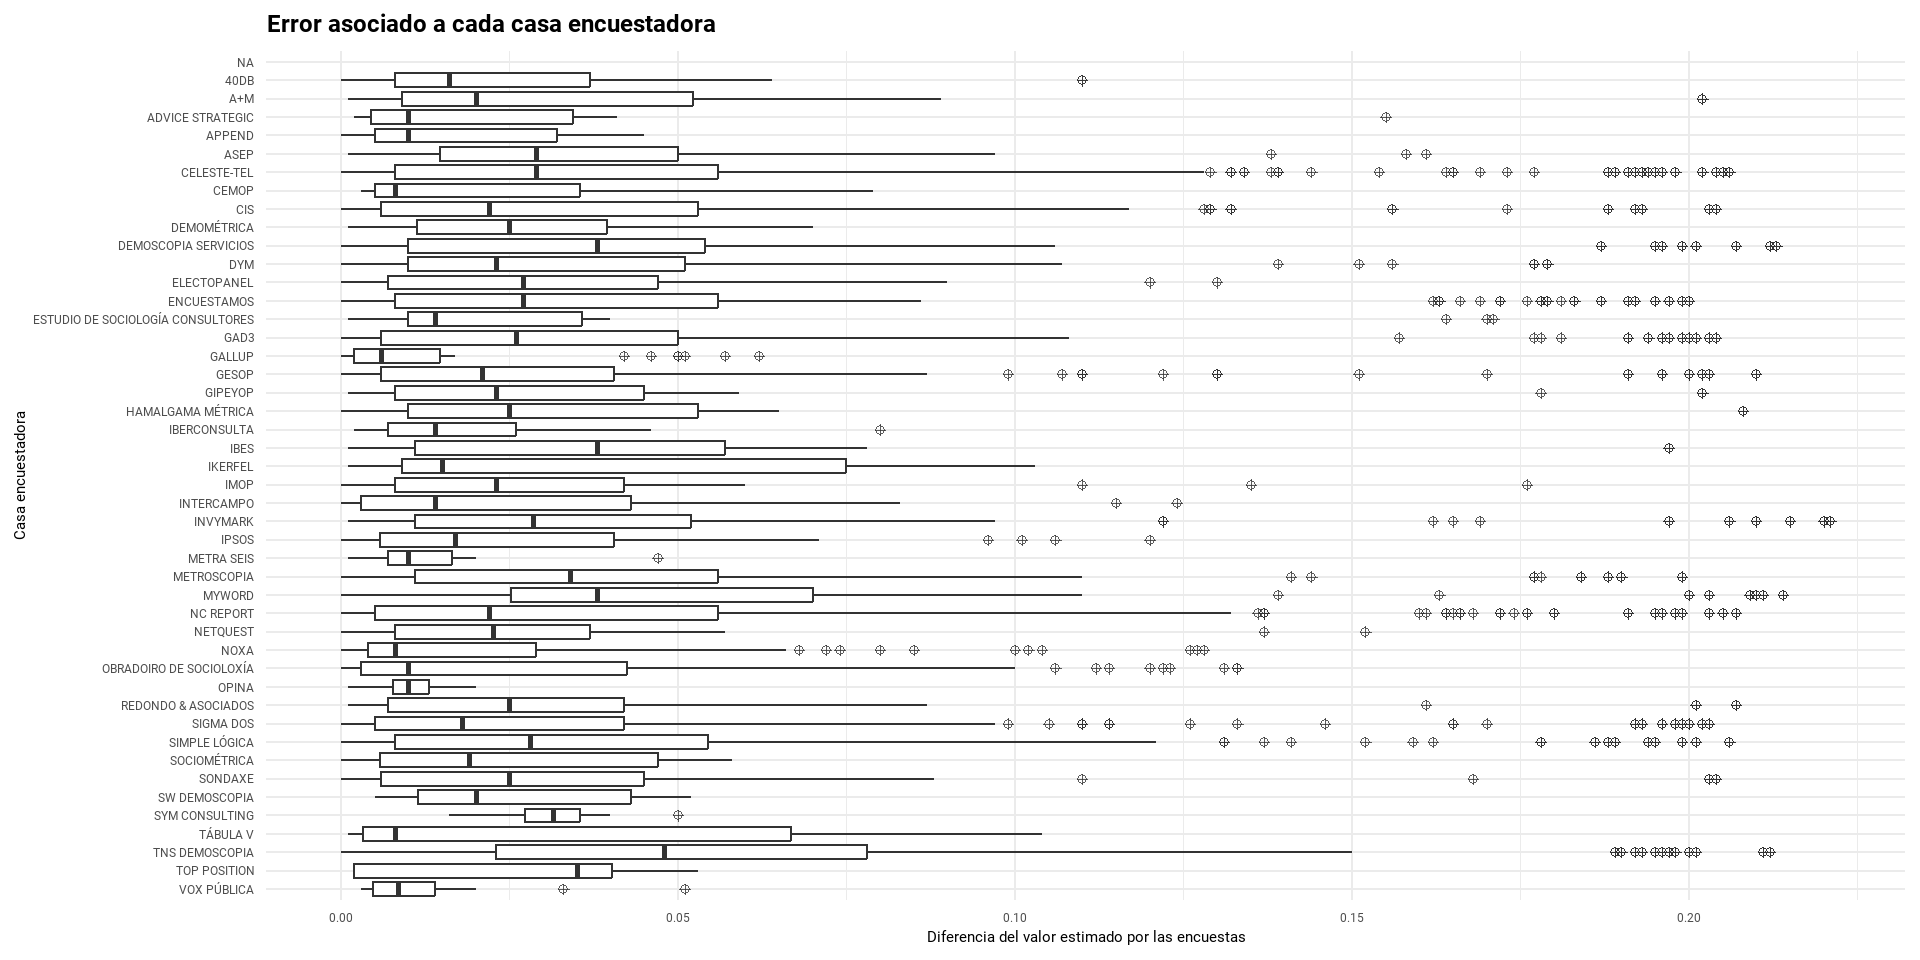 Error asociado a cada casa encuestadora
NA
40DB
A+M
ADVICE STRATEGIC
APPEND
ASEP
CELESTE-TEL
CEMOP
CIS
DEMOMÉTRICA
DEMOSCOPIA SERVICIOS
DYM
ELECTOPANEL
ENCUESTAMOS
ESTUDIO DE SOCIOLOGÍA CONSULTORES
GAD3
GALLUP
GESOP
GIPEYOP
HAMALGAMA MÉTRICA
IBERCONSULTA
IBES
IKERFEL
IMOP
INTERCAMPO
INVYMARK
IPSOS
METRA SEIS
METROSCOPIA
MYWORD
NC REPORT
NETQUEST
NOXA
OBRADOIRO DE SOCIOLOXÍA
OPINA
REDONDO & ASOCIADOS
SIGMA DOS
SIMPLE LÓGICA
SOCIOMÉTRICA
SONDAXE
SW DEMOSCOPIA
SYM CONSULTING
TÁBULA V
TNS DEMOSCOPIA
TOP POSITION
VOX PÚBLICA
Casa encuestadora
0.00 0.05 0.10 0.15 0.20
Diferencia del valor estimado por las encuestas